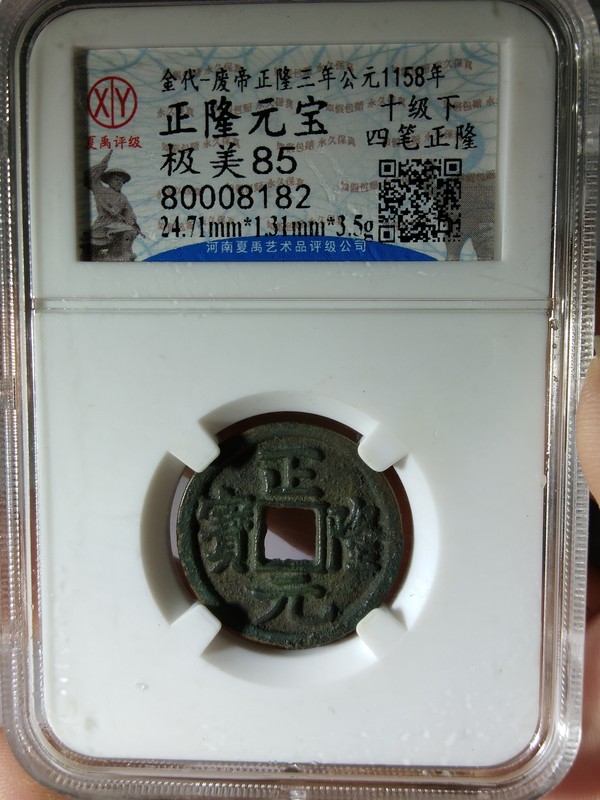 金代-废帝正隆三年公元1158年
正隆元宝
十级下
四笔正隆
极美85
80008182
24.71mm*1.31mm*3.5g
XY
夏禹评级
河南夏禹艺术品评级公司
正
隆
元
寳